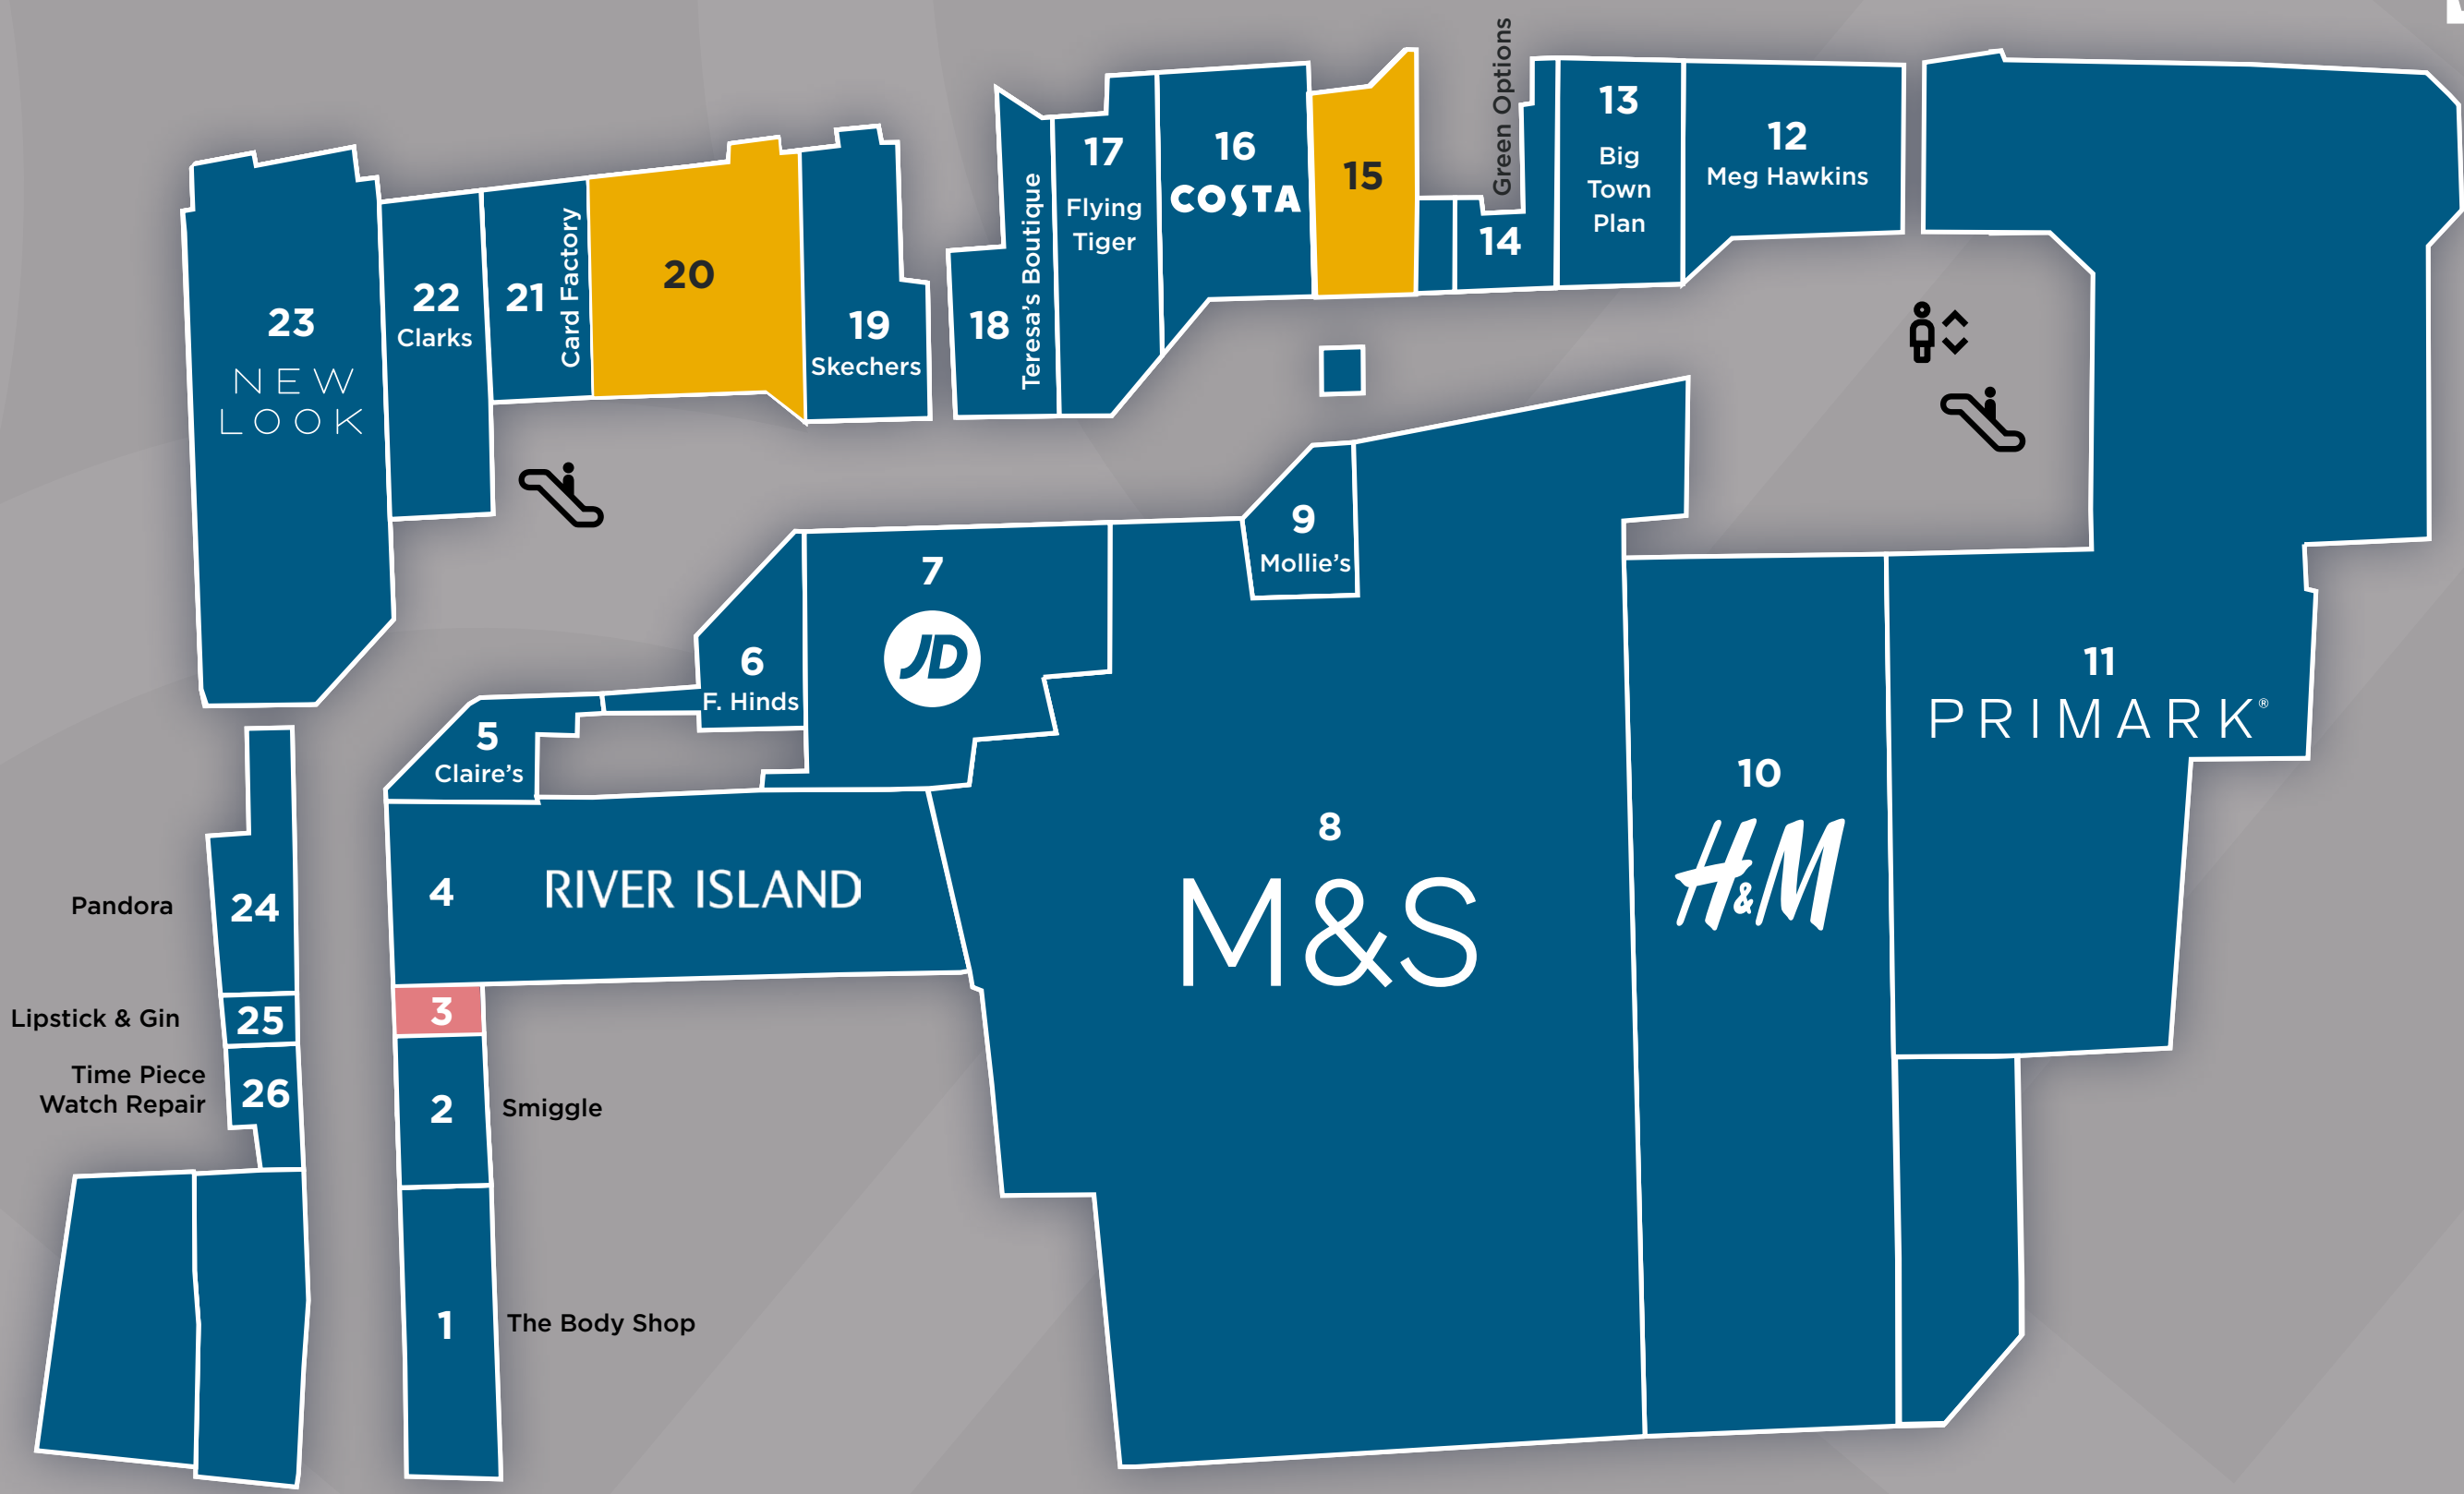 Green Options
13
Big
Town
Plan
12
Meg Hawkins
17
Flying
Tiger
16
COSTA
15
14
23
NEW
LOOK
22
Clarks
21
Card Factory
20
19
Skechers
18
Teresa's Boutique
9
Mollie's
7
JD
6
F. Hinds
5
Claire's
11
PRIMARK®
10
H&M
8
M&S
4
RIVER ISLAND
Pandora
24
Lipstick & Gin
25
3
Time Piece
Watch Repair
26
2
Smiggle
1
The Body Shop